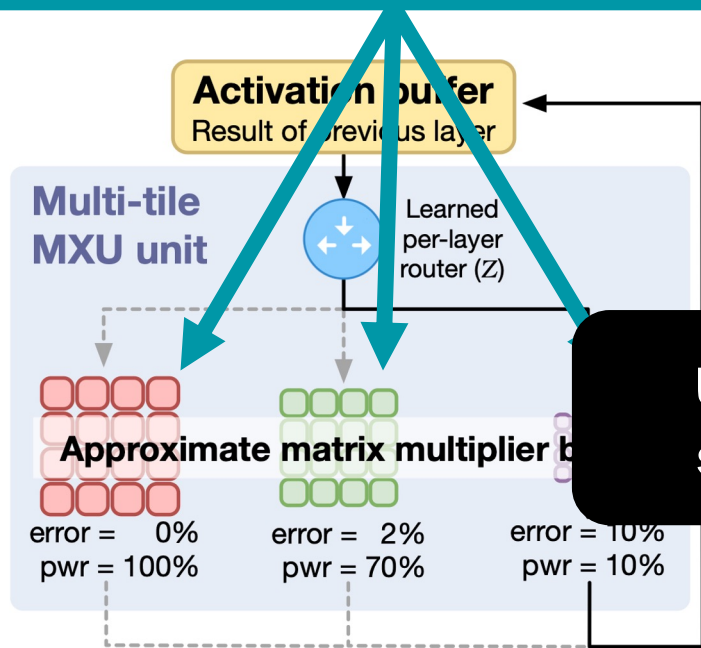 Activation buffer
Result of previous layer
Multi-tile
MXU unit
Learned
per-layer
router (Z)
Approximate matrix multiplier
error = 0%
pwr = 100%
error = 2%
pwr = 70%
error = 10%
pwr = 10%